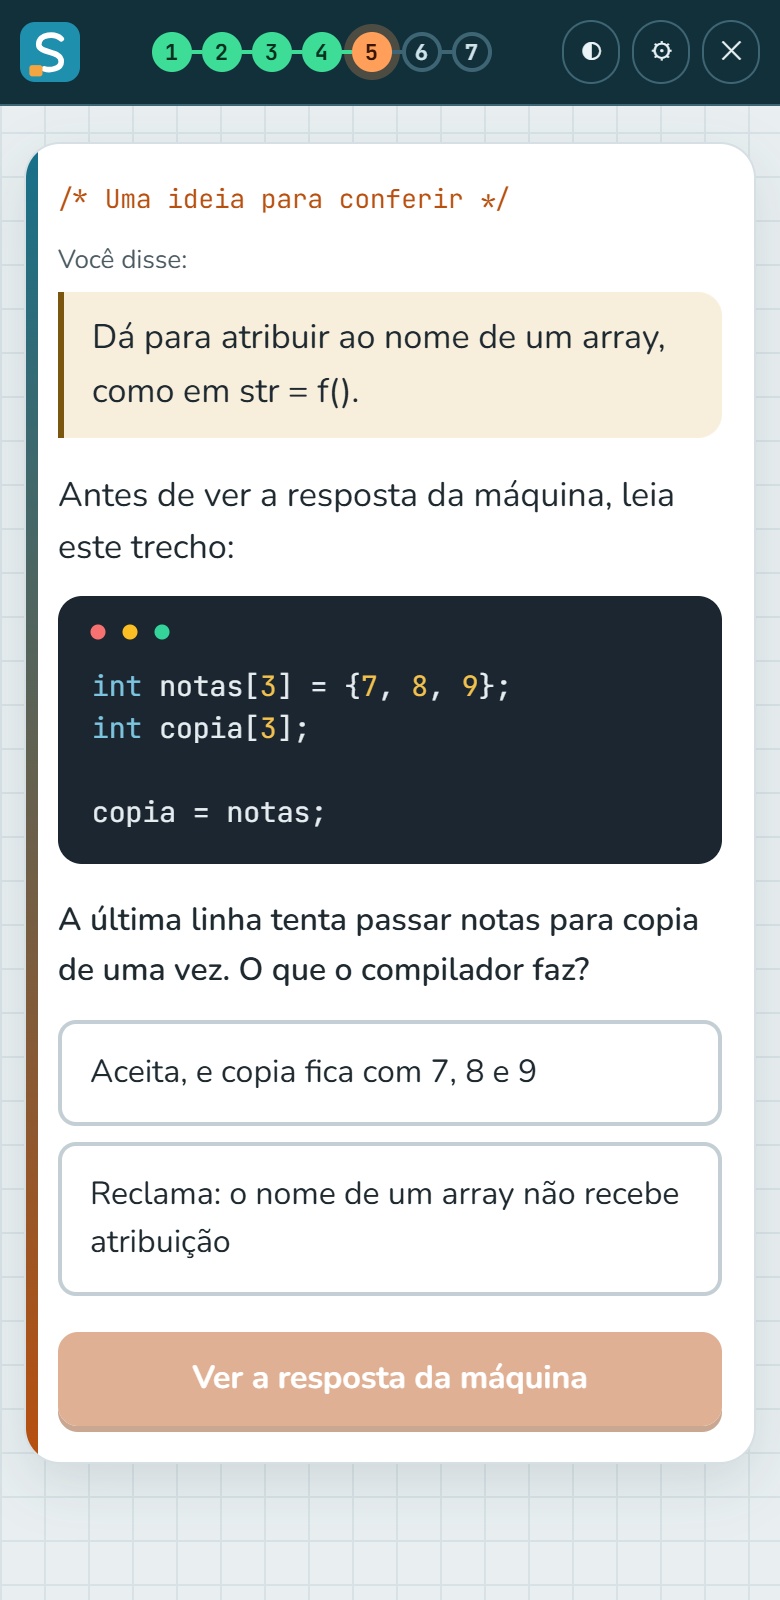 S
1 2 3 4 5 6 7
/* Uma ideia para conferir */
Você disse:
Dá para atribuir ao nome de um array,
como em str = f().
Antes de ver a resposta da máquina, leia
este trecho:
int notas[3] = {7, 8, 9};
int copia[3];
copia = notas;
A última linha tenta passar notas para copia
de uma vez. O que o compilador faz?
Aceita, e copia fica com 7, 8 e 9
Reclama: o nome de um array não recebe
atribuição
Ver a resposta da máquina